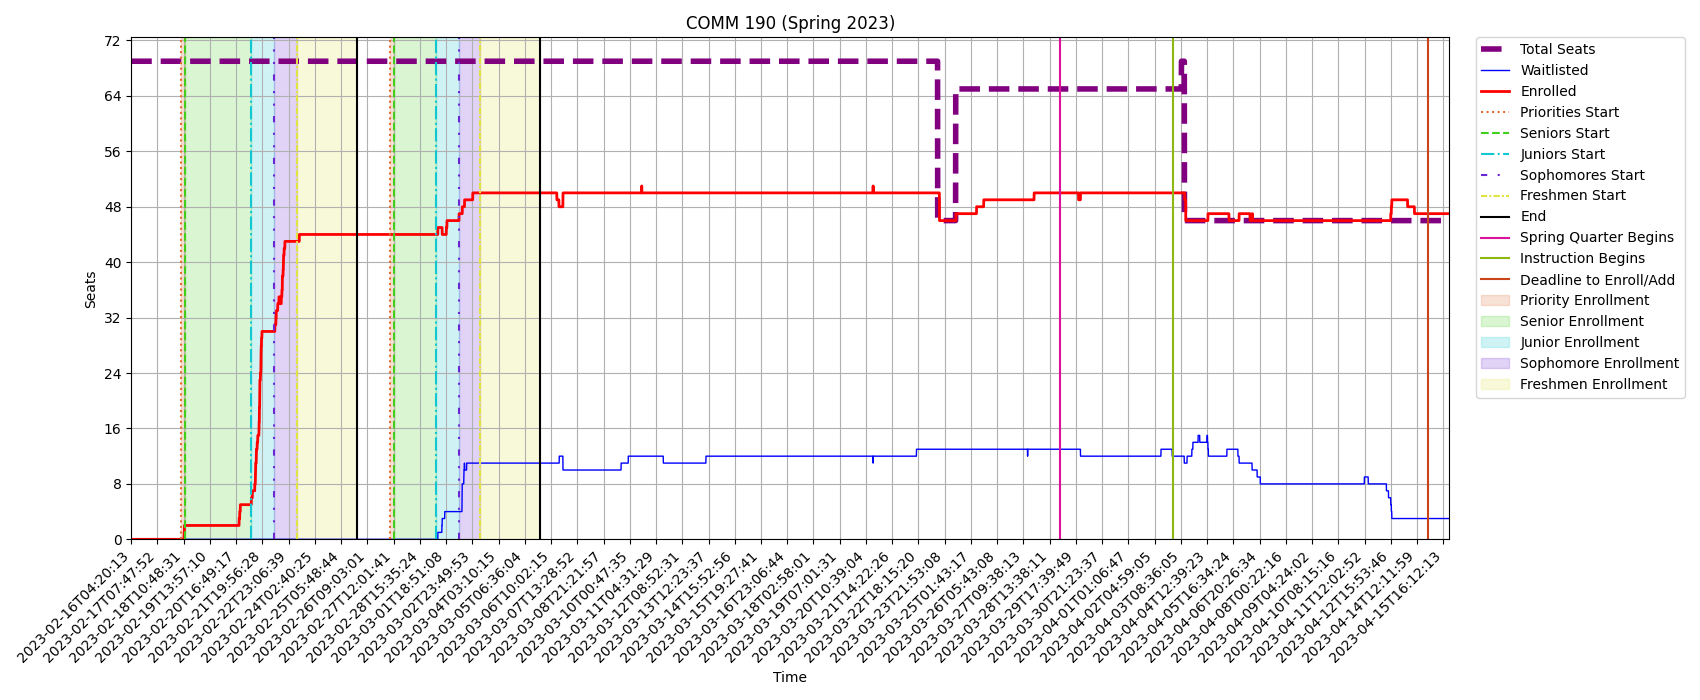 COMM 190 (Spring 2023)
72
64
56
48
40
32
24
16
8
0
Seats
2023-02-16T04:20:13
2023-02-17T07:47:52
2023-02-18T10:48:31
2023-02-19T13:57:10
2023-02-20T16:49:17
2023-02-21T19:56:28
2023-02-22T23:06:39
2023-02-24T02:40:25
2023-02-25T05:48:44
2023-02-26T09:03:01
2023-02-27T12:01:41
2023-02-28T15:35:24
2023-03-01T18:51:08
2023-03-02T23:49:53
2023-03-04T03:10:15
2023-03-05T06:36:04
2023-03-06T10:02:15
2023-03-07T13:28:52
2023-03-08T21:21:57
2023-03-10T00:47:35
2023-03-11T04:31:29
2023-03-12T08:52:31
2023-03-13T12:23:37
2023-03-14T15:52:56
2023-03-15T19:27:41
2023-03-16T23:06:44
2023-03-18T02:58:01
2023-03-19T07:01:31
2023-03-20T10:39:04
2023-03-21T14:22:26
2023-03-22T18:15:20
2023-03-23T21:53:08
2023-03-25T01:43:17
2023-03-26T05:43:08
2023-03-27T09:38:13
2023-03-28T13:38:11
2023-03-29T17:39:49
2023-03-30T21:23:37
2023-04-01T01:06:47
2023-04-02T04:59:05
2023-04-03T08:36:05
2023-04-04T12:39:23
2023-04-05T16:34:24
2023-04-06T20:26:34
2023-04-08T00:22:16
2023-04-09T04:24:02
2023-04-10T08:15:16
2023-04-11T12:02:52
2023-04-12T15:53:46
2023-04-14T12:11:59
2023-04-15T16:12:13
Time
Total Seats
Waitlisted
Enrolled
Priorities Start
Seniors Start
Juniors Start
Sophomores Start
Freshmen Start
End
Spring Quarter Begins
Instruction Begins
Deadline to Enroll/Add
Priority Enrollment
Senior Enrollment
Junior Enrollment
Sophomore Enrollment
Freshmen Enrollment